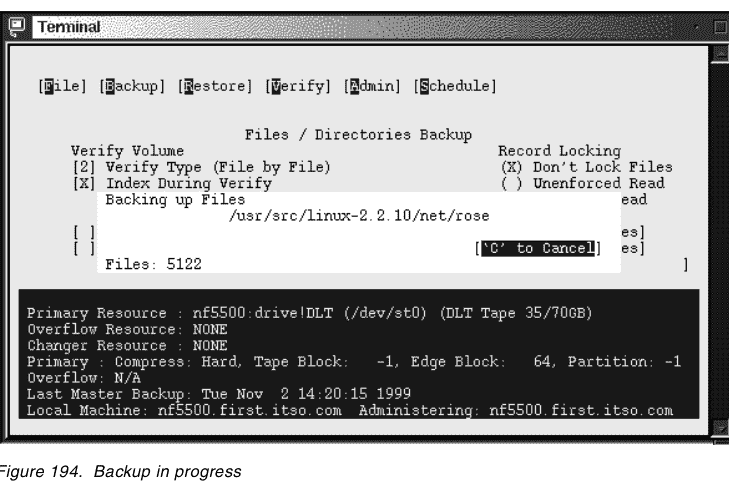 Terminal
[File] [Backup] [Restore] [Verify] [Admin] [Schedule]
Files / Directories Backup
Verify Volume Record Locking
[2] Verify Type (File by File) (X) Don't Lock Files
[X] Index During Verify ( ) Unenforced Read
Backing up Files ead
/usr/src/linux-2.2.10/net/rose
[ ] es]
[ ] [`C' to Cancel] es]
Files: 5122 ]
Primary Resource : nf5500:drive!DLT (/dev/st0) (DLT Tape 35/70GB)
Overflow Resource: NONE
Changer Resource : NONE
Primary : Compress: Hard, Tape Block: -1, Edge Block: 64, Partition: -1
Overflow: N/A
Last Master Backup: Tue Nov 2 14:20:15 1999
Local Machine: nf5500.first.itso.com Administering: nf5500.first.itso.com
Figure 194. Backup in progress